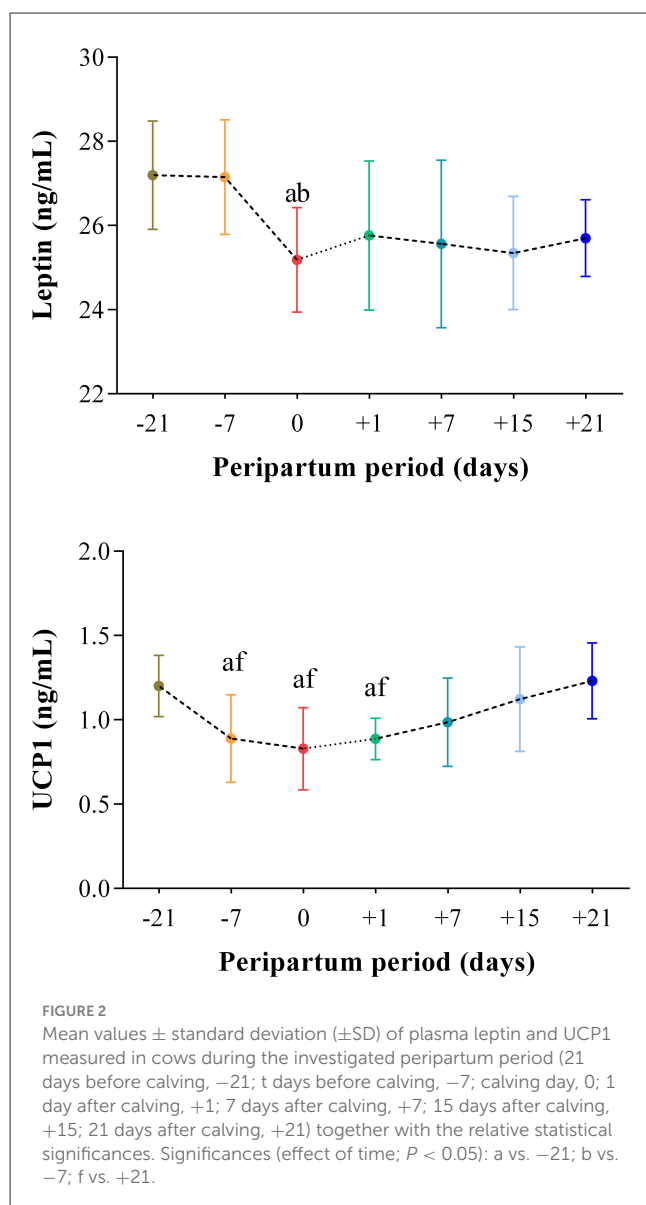 30
28
26
24
22
Leptin (ng/mL)
ab
-21 -7 0 +1 +7 +15 +21
Peripartum period (days)
2.0
1.5
1.0
0.5
0.0
UCP1 (ng/mL)
af af af
-21 -7 0 +1 +7 +15 +21
Peripartum period (days)
FIGURE 2
Mean values ± standard deviation (±SD) of plasma leptin and UCP1
measured in cows during the investigated peripartum period (21
days before calving, −21; t days before calving, −7; calving day, 0; 1
day after calving, +1; 7 days after calving, +7; 15 days after calving,
+15; 21 days after calving, +21) together with the relative statistical
significances. Significances (effect of time; P < 0.05): a vs. −21; b vs.
−7; f vs. +21.